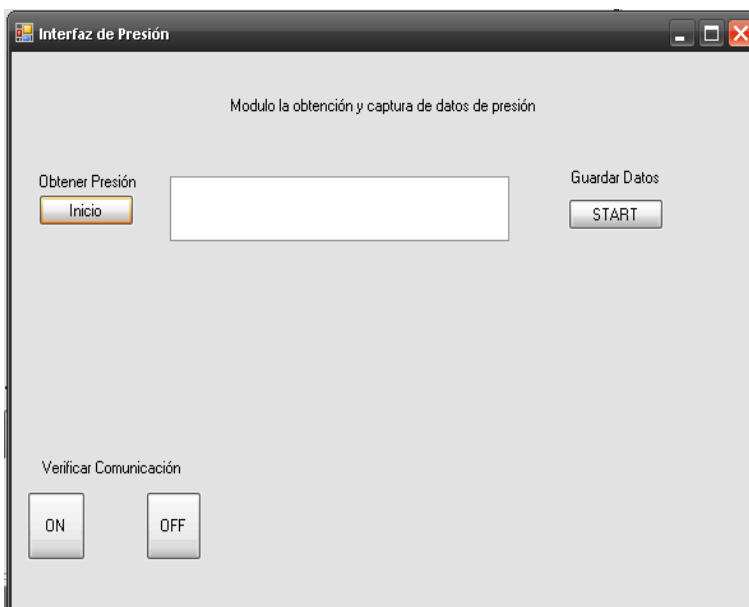 Interfaz de Presión
Modulo la obtención y captura de datos de presión
Obtener Presión
Guardar Datos
Inicio
START
Verificar Comunicación
ON
OFF